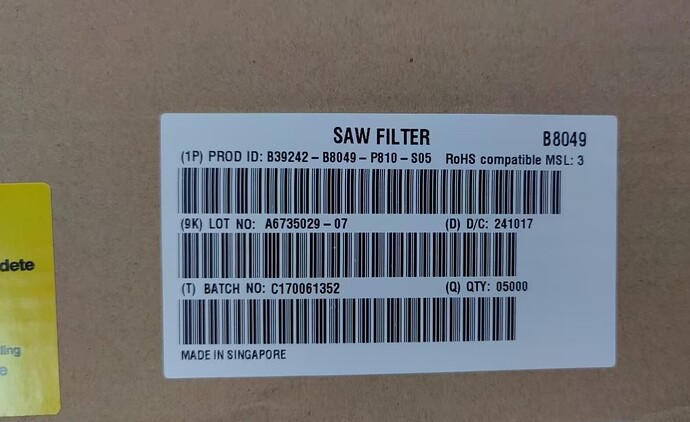 SAW FILTER B8049
(1P) PROD ID: B39242-B8049-P810-S05 RoHS compatible MSL: 3
(9K) LOT NO: A6735029-07 (D) D/C: 241017
(T) BATCH NO: C170061352 (Q) QTY: 05000
MADE IN SINGAPORE
dete
lling
e